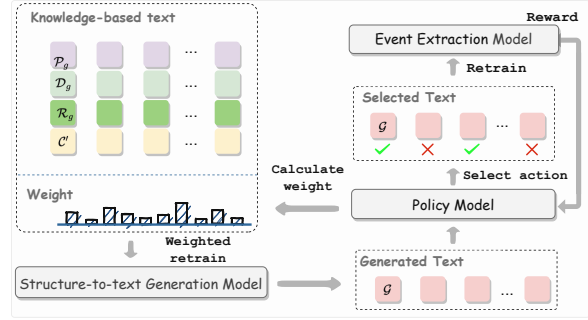 Knowledge-based text
𝒫g
...
𝒟g
...
ℛg
...
𝒞′
...
Weight
Weighted
retrain
Structure-to-text Generation Model
Calculate
weight
Reward
Event Extraction Model
Retrain
Selected Text
𝒢
...
Select action
Policy Model
Generated Text
𝒢
...